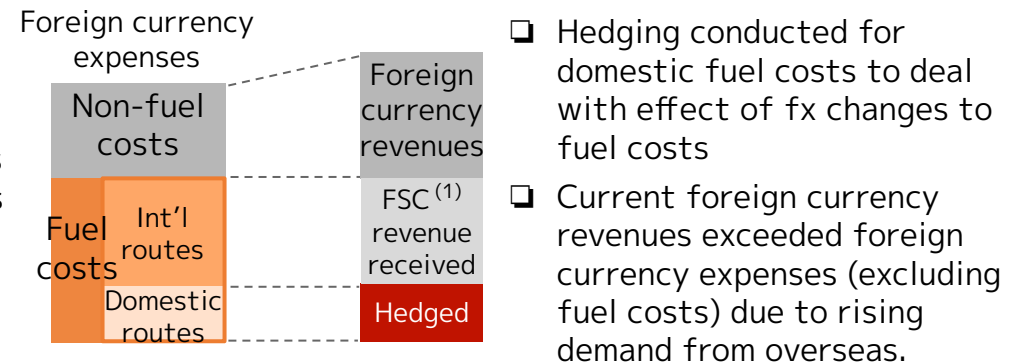 Foreign currency
expenses
Non-fuel
costs
Fuel
costs
Int'l
routes
Domestic
routes
Foreign
currency
revenues
FSC (1)
revenue
received
Hedged
❑ Hedging conducted for
domestic fuel costs to deal
with effect of fx changes to
fuel costs
❑ Current foreign currency
revenues exceeded foreign
currency expenses (excluding
fuel costs) due to rising
demand from overseas.